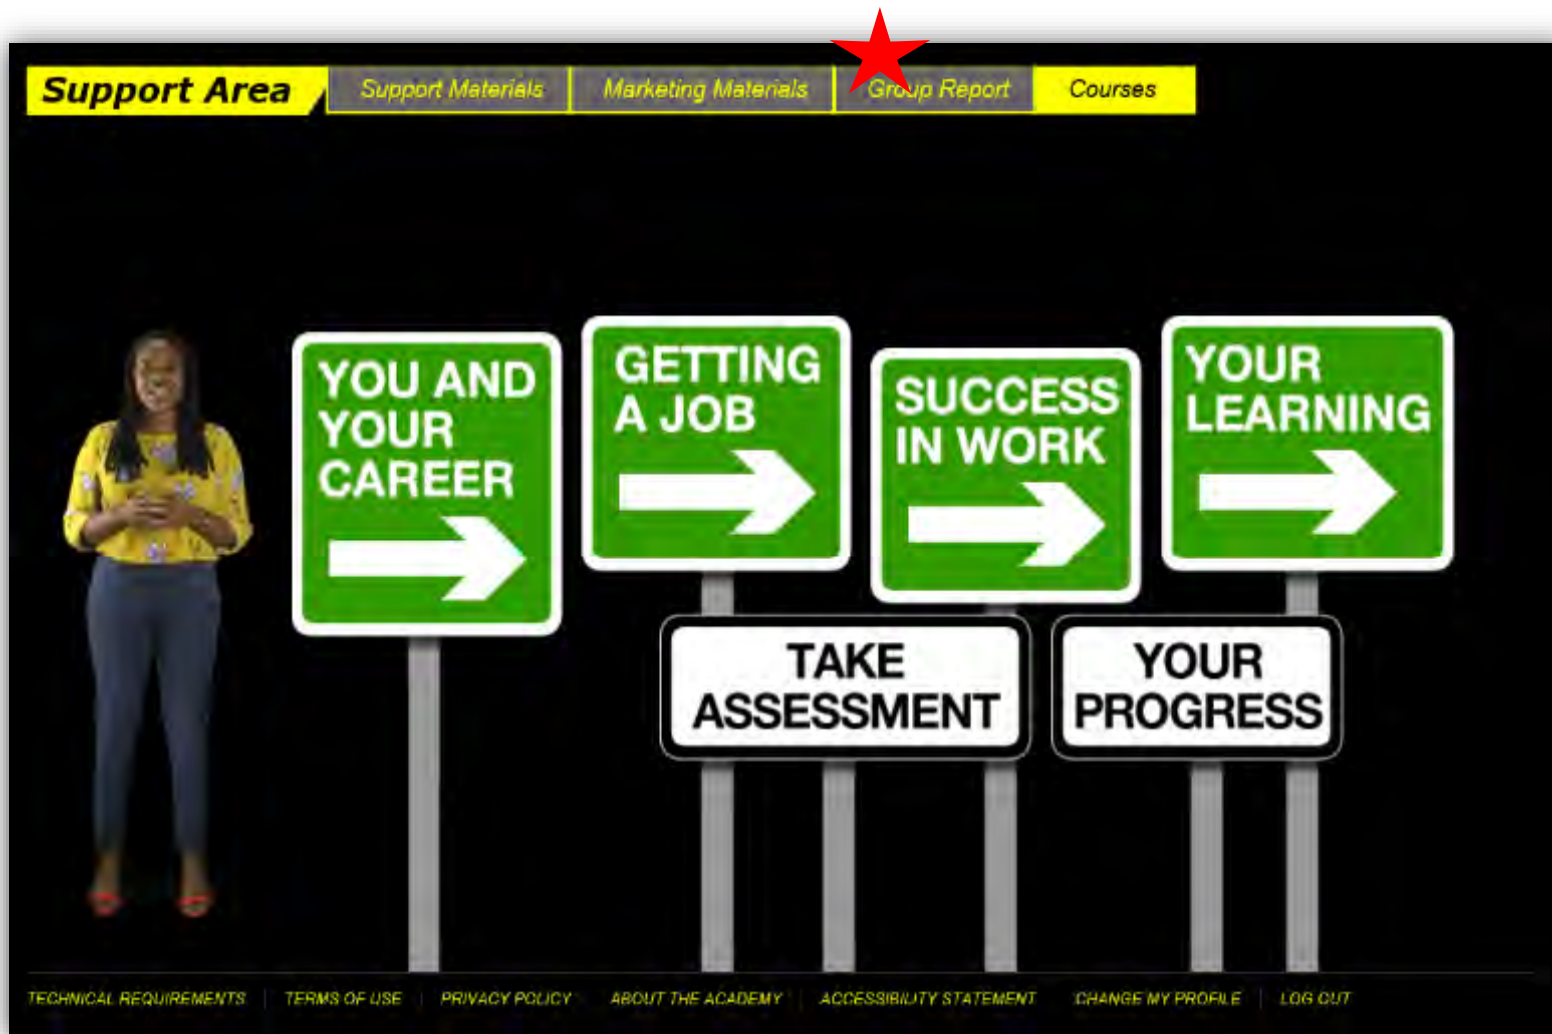 Support Area
Support Materials
Marketing Materials
Group Report
Courses
YOU AND
YOUR
CAREER
GETTING
A JOB
SUCCESS
IN WORK
YOUR
LEARNING
TAKE
ASSESSMENT
YOUR
PROGRESS
TECHNICAL REQUIREMENTS
TERMS OF USE
PRIVACY POLICY
ABOUT THE ACADEMY
ACCESSIBILITY STATEMENT
CHANGE MY PROFILE
LOG OUT